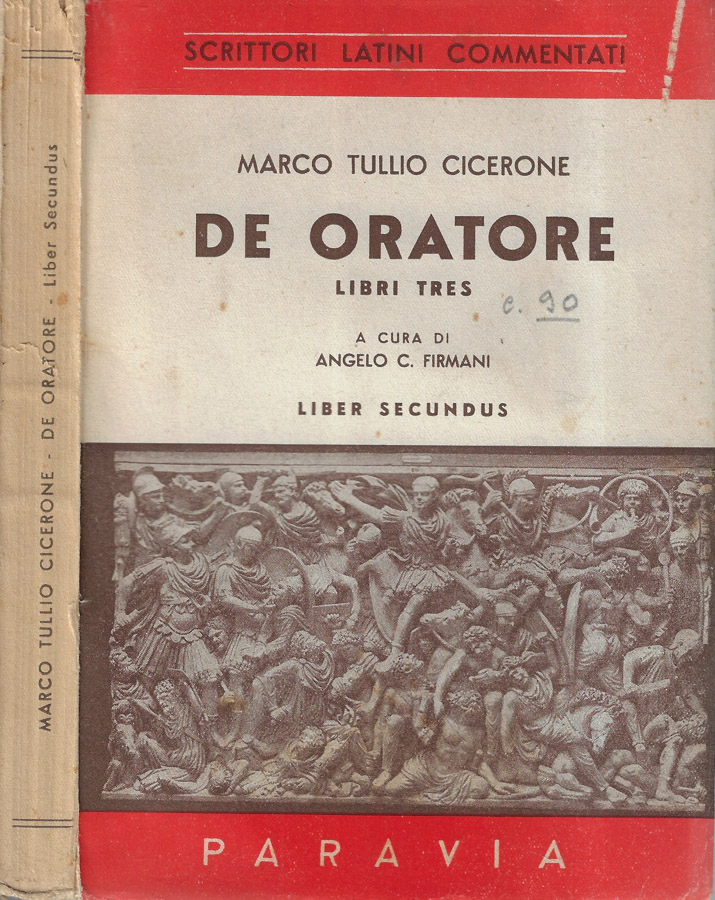 MARCO TULLIO CICERONE - DE ORATORE - Liber Secundus
SCRITTORI LATINI COMMENTATI
MARCO TULLIO CICERONE
DE ORATORE
LIBRI TRES
c. 90
A CURA DI
ANGELO C. FIRMANI
LIBER SECUNDUS
PARAVIA